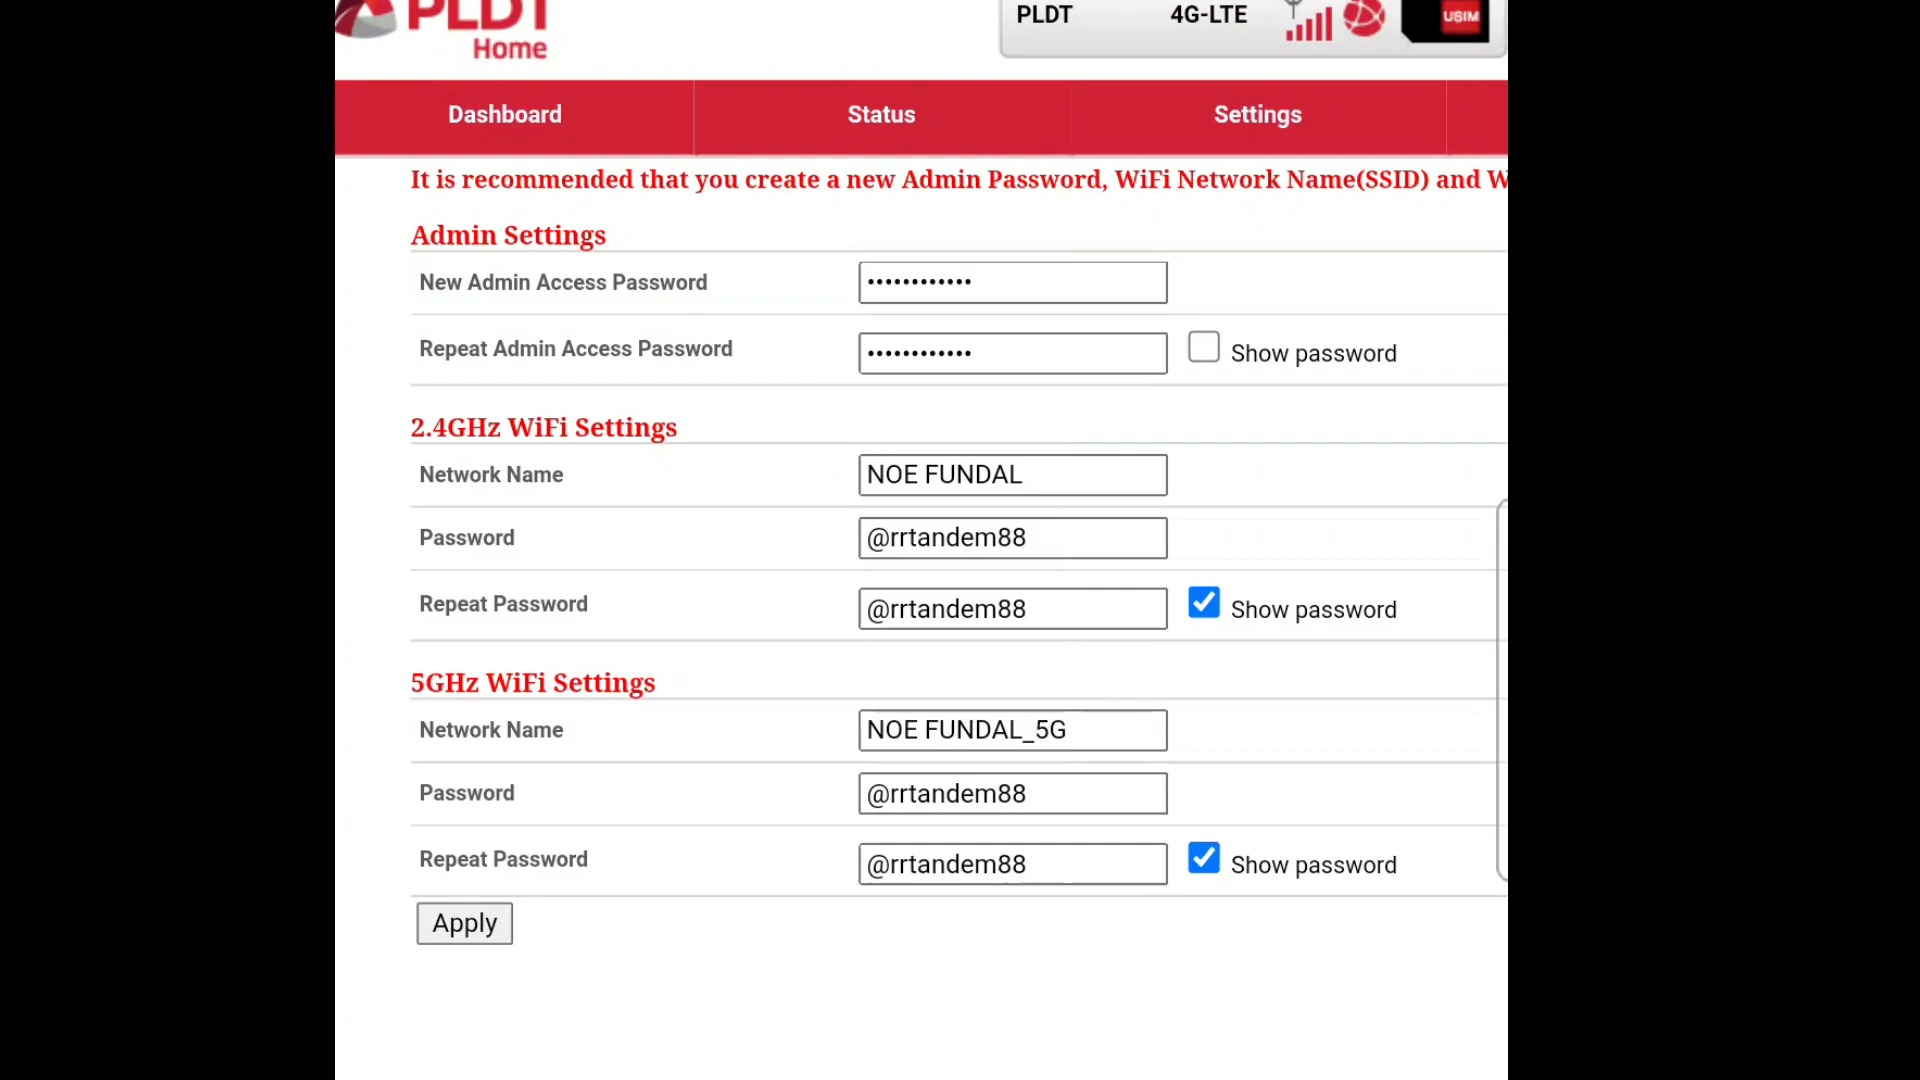 PLDT
Home
PLDT 4G-LTE USIM
Dashboard Status Settings
It is recommended that you create a new Admin Password, WiFi Network Name(SSID) and W
Admin Settings
New Admin Access Password ••••••••••••
Repeat Admin Access Password •••••••••••• Show password
2.4GHz WiFi Settings
Network Name NOE FUNDAL
Password @rrtandem88
Repeat Password @rrtandem88 Show password
5GHz WiFi Settings
Network Name NOE FUNDAL_5G
Password @rrtandem88
Repeat Password @rrtandem88 Show password
Apply